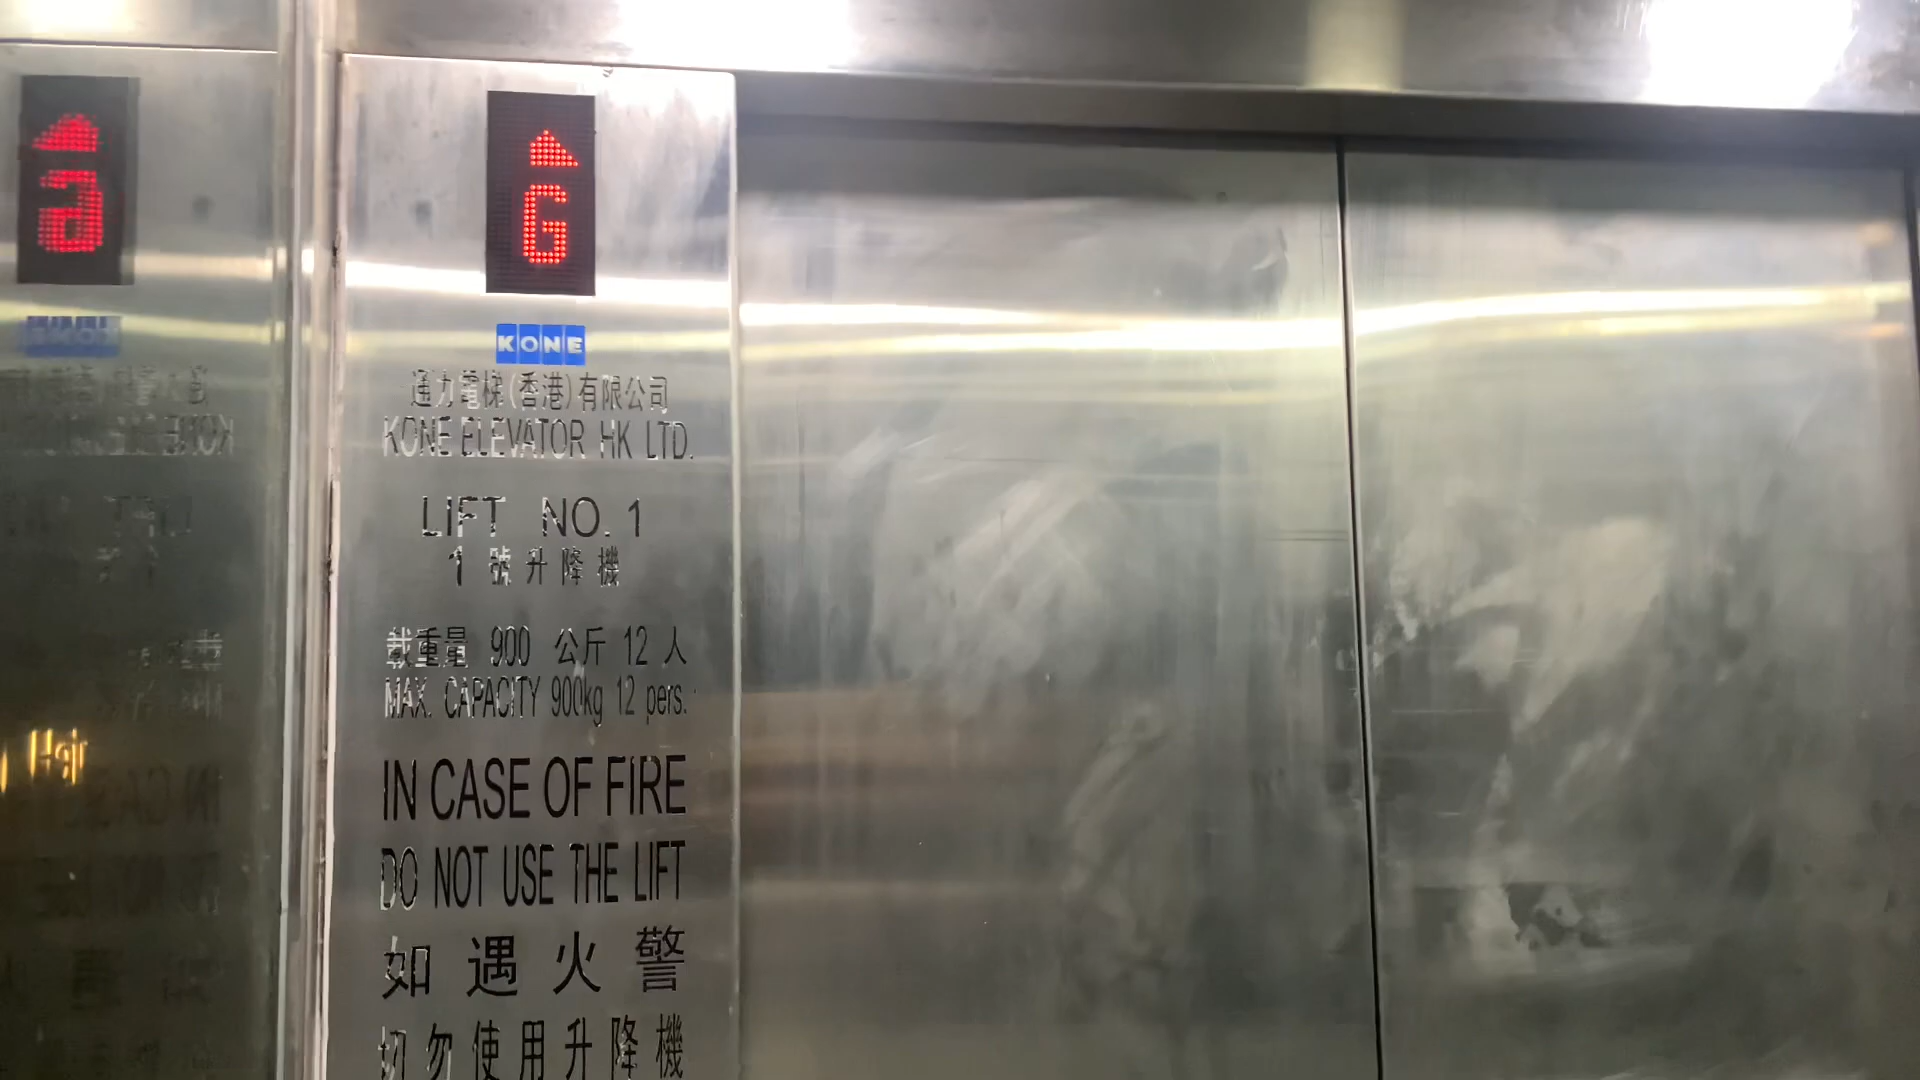 G
KONE
通力電梯(香港)有限公司
KONE ELEVATOR HK LTD.
LIFT NO. 1
1 號升降機
載重量 900 公斤 12 人
MAX. CAPACITY 900kg 12 pers.
IN CASE OF FIRE
DO NOT USE THE LIFT
如遇火警
切勿使用升降機
Hair